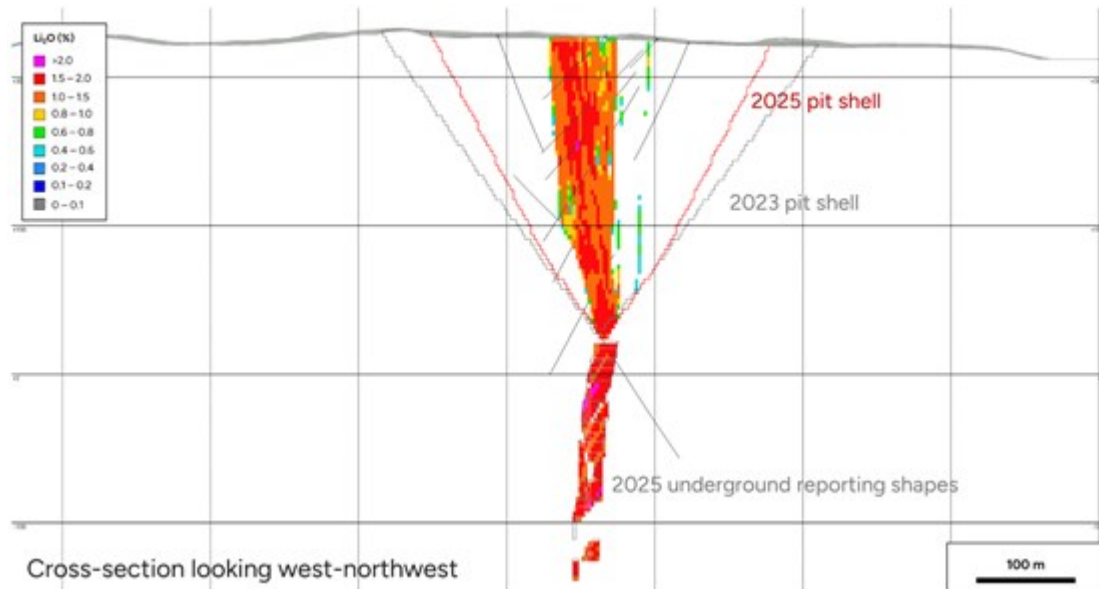 Li₂O (%)
>2.0
1.5 – 2.0
1.0 – 1.5
0.8 – 1.0
0.6 – 0.8
0.4 – 0.6
0.2 – 0.4
0.1 – 0.2
0 – 0.1
2025 pit shell
2023 pit shell
2025 underground reporting shapes
Cross-section looking west-northwest
100 m